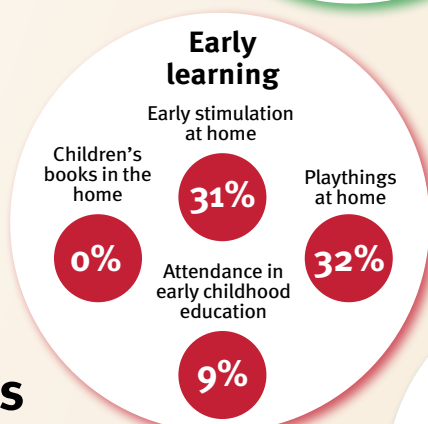 Early
learning
Early stimulation
at home
31%
Children’s
books in the
home
0%
Playthings
at home
32%
Attendance in
early childhood
education
9%
s